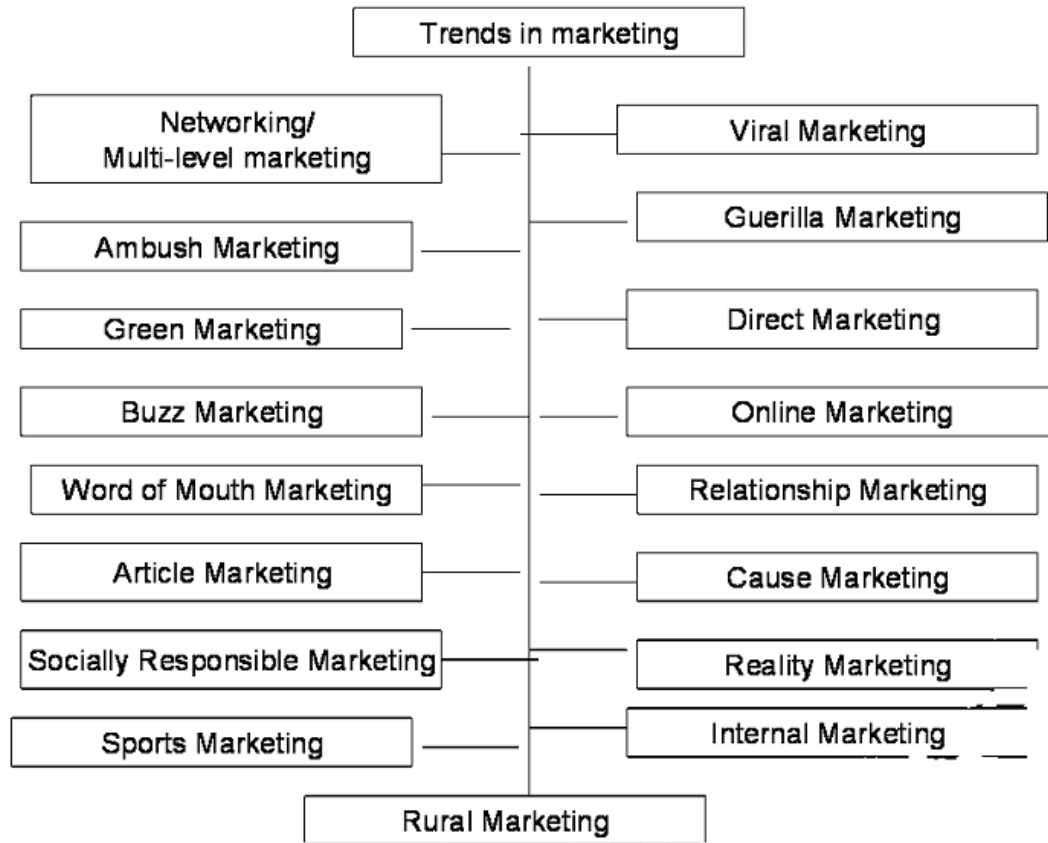 Trends in marketing
Networking/
Multi-level marketing
Viral Marketing
Ambush Marketing
Guerilla Marketing
Green Marketing
Direct Marketing
Buzz Marketing
Online Marketing
Word of Mouth Marketing
Relationship Marketing
Article Marketing
Cause Marketing
Socially Responsible Marketing
Reality Marketing
Sports Marketing
Internal Marketing
Rural Marketing